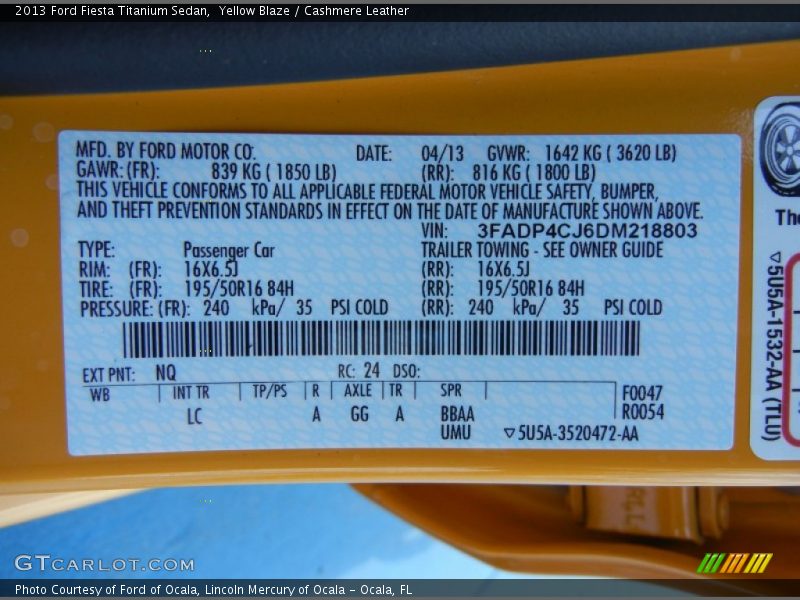 2013 Ford Fiesta Titanium Sedan,  Yellow Blaze / Cashmere Leather
MFD. BY FORD MOTOR CO. DATE: 04/13 GVWR: 1642 KG ( 3620 LB)
GAWR: (FR): 839 KG ( 1850 LB) (RR): 816 KG ( 1800 LB)
THIS VEHICLE CONFORMS TO ALL APPLICABLE FEDERAL MOTOR VEHICLE SAFETY, BUMPER,
AND THEFT PREVENTION STANDARDS IN EFFECT ON THE DATE OF MANUFACTURE SHOWN ABOVE.
VIN: 3FADP4CJ6DM218803
TYPE: Passenger Car TRAILER TOWING - SEE OWNER GUIDE
RIM: (FR): 16X6.5J (RR): 16X6.5J
TIRE: (FR): 195/50R16 84H (RR): 195/50R16 84H
PRESSURE: (FR): 240 kPa/ 35 PSI COLD (RR): 240 kPa/ 35 PSI COLD
EXT PNT: NQ RC: 24 DSO:
WB INT TR TP/PS R AXLE TR SPR F0047
LC A GG A BBAA R0054
UMU ▽5U5A-3520472-AA
The
▽5U5A-1532-AA (TLU)
GTCARLOT.COM
Photo Courtesy of Ford of Ocala, Lincoln Mercury of Ocala – Ocala, FL